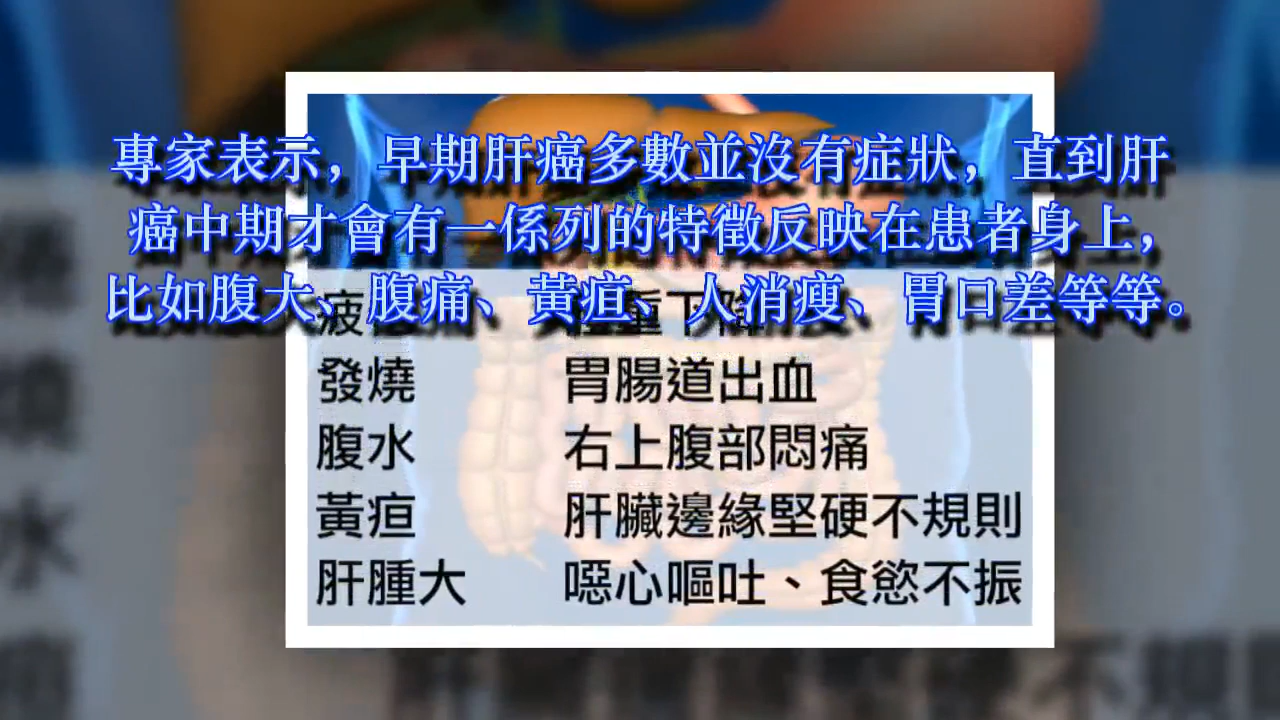 專家表示，早期肝癌多數並沒有症狀，直到肝
癌中期才會有一係列的特徵反映在患者身上，
比如腹大、腹痛、黃疸、人消瘦、胃口差等等。
疲 重下降
發燒 胃腸道出血
腹水 右上腹部悶痛
黃疸 肝臟邊緣堅硬不規則
肝腫大 噁心嘔吐、食慾不振